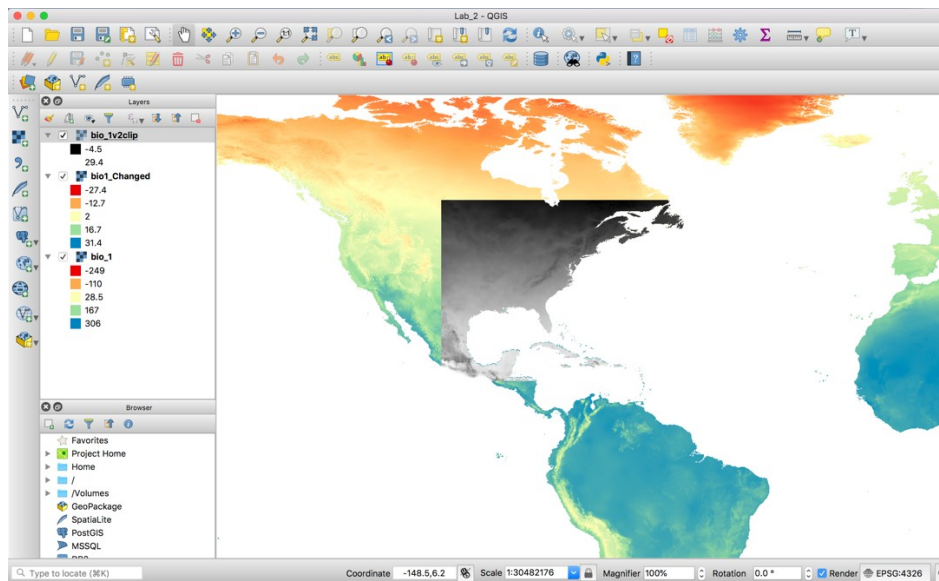 Lab_2 - QGIS
Layers
bio_1v2clip
-4.5
29.4
bio1_Changed
-27.4
-12.7
2
16.7
31.4
bio_1
-249
-110
28.5
167
306
Browser
Favorites
Project Home
Home
/
/Volumes
GeoPackage
SpatiaLite
PostGIS
MSSQL
Type to locate (⌘K)
Coordinate -148.5,6.2 Scale 1:30482176 Magnifier 100% Rotation 0.0 ° Render EPSG:4326